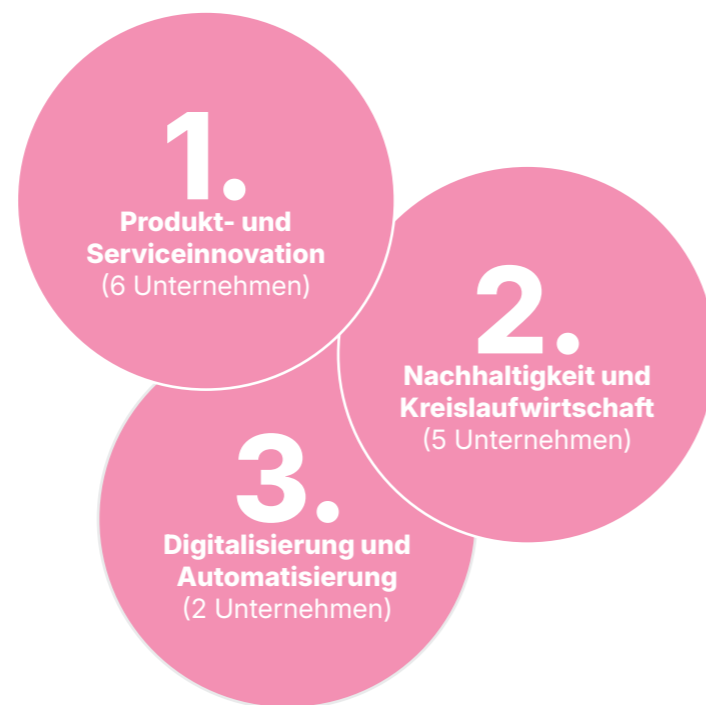 1.
Produkt- und
Serviceinnovation
(6 Unternehmen)
2.
Nachhaltigkeit und
Kreislaufwirtschaft
(5 Unternehmen)
3.
Digitalisierung und
Automatisierung
(2 Unternehmen)